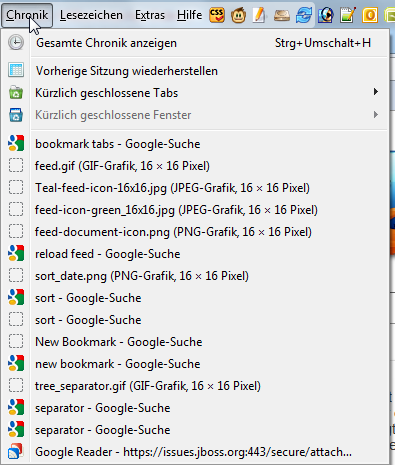 Chronik Lesezeichen Extras Hilfe
Gesamte Chronik anzeigen Strg+Umschalt+H
Vorherige Sitzung wiederherstellen
Kürzlich geschlossene Tabs
Kürzlich geschlossene Fenster
bookmark tabs - Google-Suche
feed.gif (GIF-Grafik, 16 × 16 Pixel)
Teal-feed-icon-16x16.jpg (JPEG-Grafik, 16 × 16 Pixel)
feed-icon-green_16x16.jpg (JPEG-Grafik, 16 × 16 Pixel)
feed-document-icon.png (PNG-Grafik, 16 × 16 Pixel)
reload feed - Google-Suche
sort_date.png (PNG-Grafik, 16 × 16 Pixel)
sort - Google-Suche
sort - Google-Suche
New Bookmark - Google-Suche
new bookmark - Google-Suche
tree_separator.gif (GIF-Grafik, 16 × 16 Pixel)
separator - Google-Suche
separator - Google-Suche
Google Reader - https://issues.jboss.org:443/secure/attach...